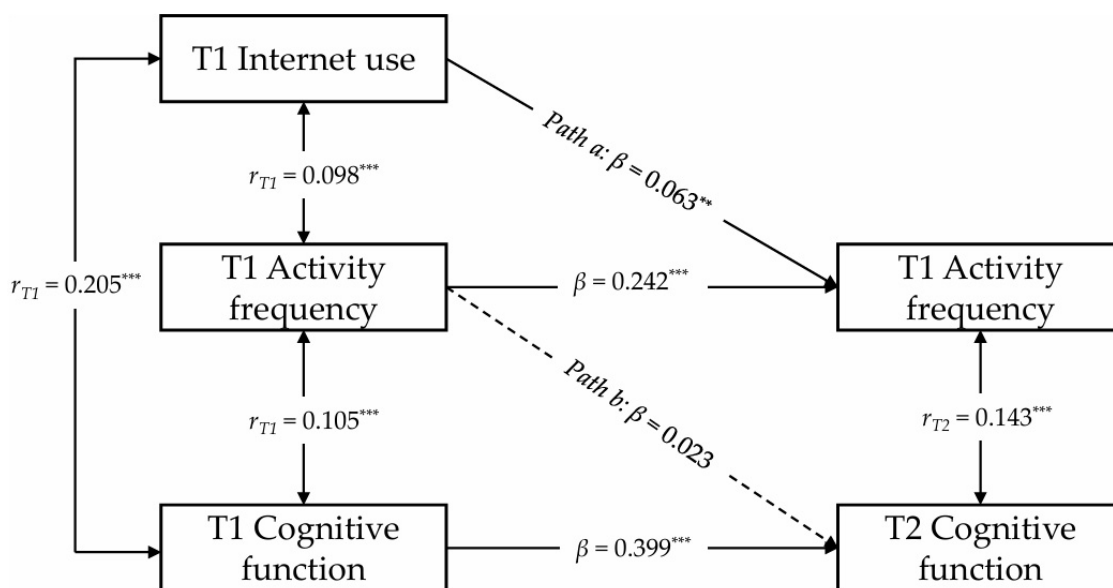 T1 Internet use
Path a: β = 0.063**
r_T1 = 0.098***
T1 Activity
frequency
β = 0.242***
T1 Activity
frequency
r_T1 = 0.205***
Path b: β = 0.023
r_T1 = 0.105***
r_T2 = 0.143***
T1 Cognitive
function
β = 0.399***
T2 Cognitive
function